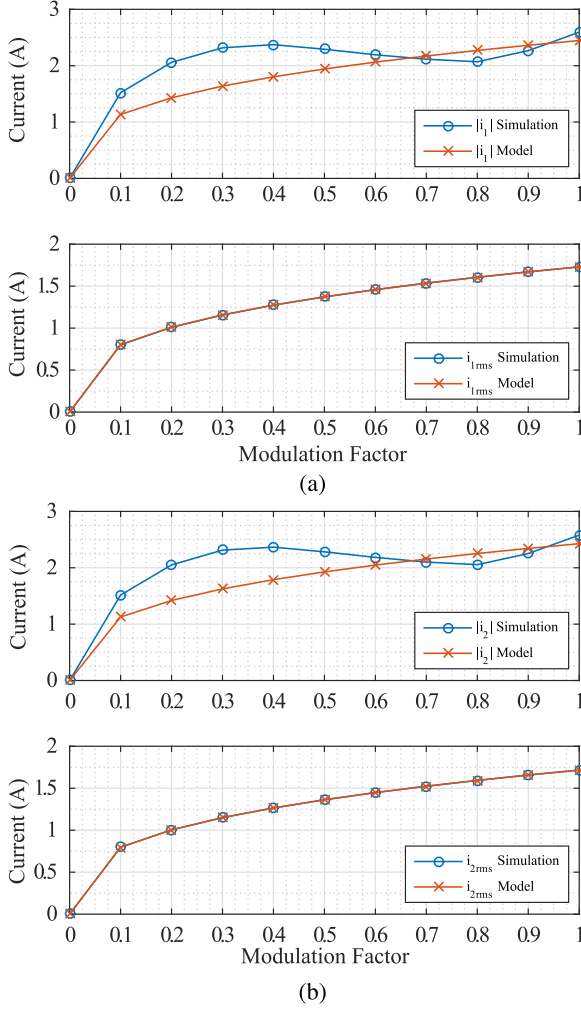 3
2
1
0
Current (A)
|i1| Simulation
|i1| Model
0 0.1 0.2 0.3 0.4 0.5 0.6 0.7 0.8 0.9 1
2
1.5
1
0.5
0
Current (A)
i1rms Simulation
i1rms Model
0 0.1 0.2 0.3 0.4 0.5 0.6 0.7 0.8 0.9 1
Modulation Factor
(a)
3
2
1
0
Current (A)
|i2| Simulation
|i2| Model
0 0.1 0.2 0.3 0.4 0.5 0.6 0.7 0.8 0.9 1
2
1.5
1
0.5
0
Current (A)
i2rms Simulation
i2rms Model
0 0.1 0.2 0.3 0.4 0.5 0.6 0.7 0.8 0.9 1
Modulation Factor
(b)